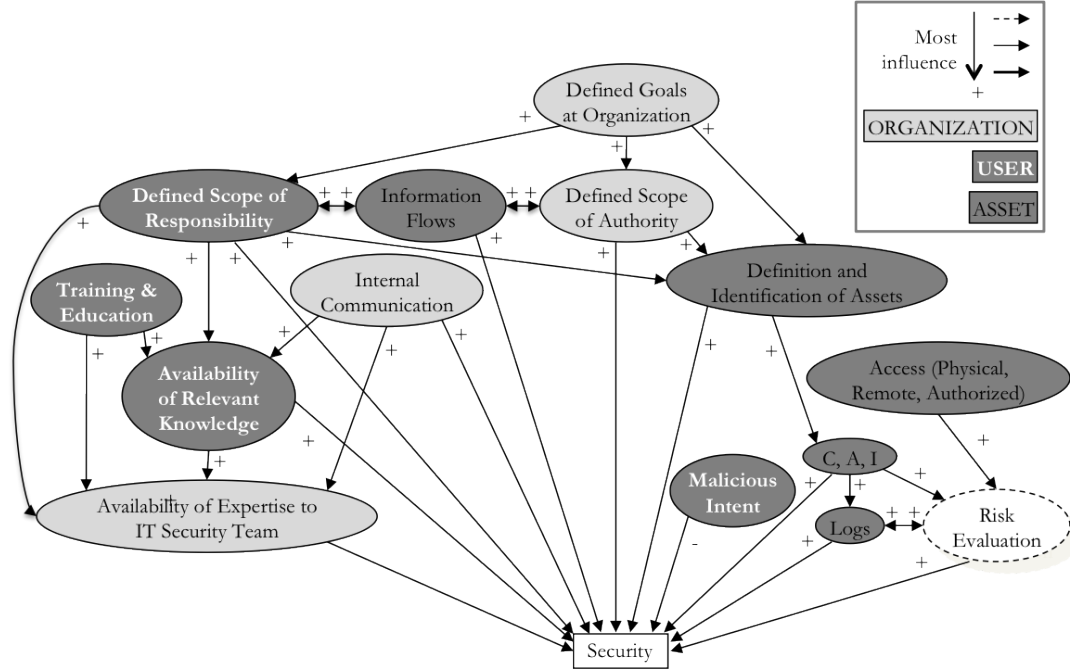 Most
influence
+
ORGANIZATION
USER
ASSET
Defined Goals
at Organization
+
+
+
Defined Scope of
Responsibility
+ +
Information
Flows
+ +
Defined Scope
of Authority
+
+
+
+
+
+
+
Internal
Communication
Definition and
Identification of Assets
Training &
Education
+
+
+
+
+
+
+
Availability
of Relevant
Knowledge
Access (Physical,
Remote, Authorized)
+
+
+
C, A, I
+
+
+
Malicious
Intent
+
Availability of Expertise to
IT Security Team
Logs
+ +
Risk
Evaluation
-
+
+
Security